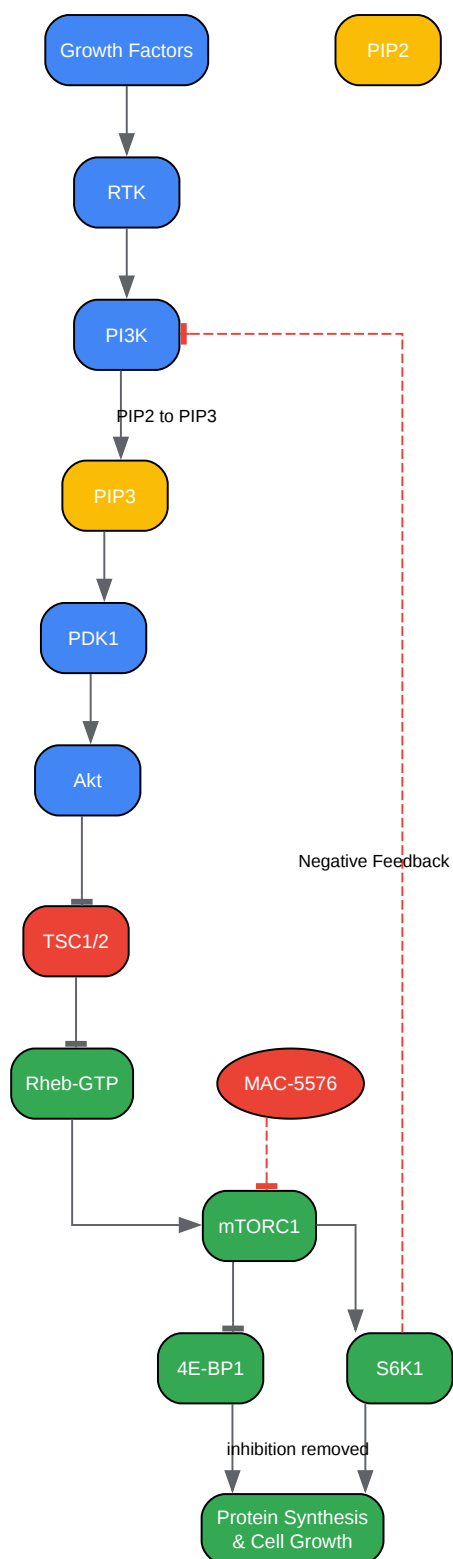 Growth Factors
PIP2
RTK
PI3K
PIP2 to PIP3
PIP3
PDK1
Akt
Negative Feedback
TSC1/2
Rheb-GTP
MAC-5576
mTORC1
4E-BP1
S6K1
inhibition removed
Protein Synthesis
& Cell Growth